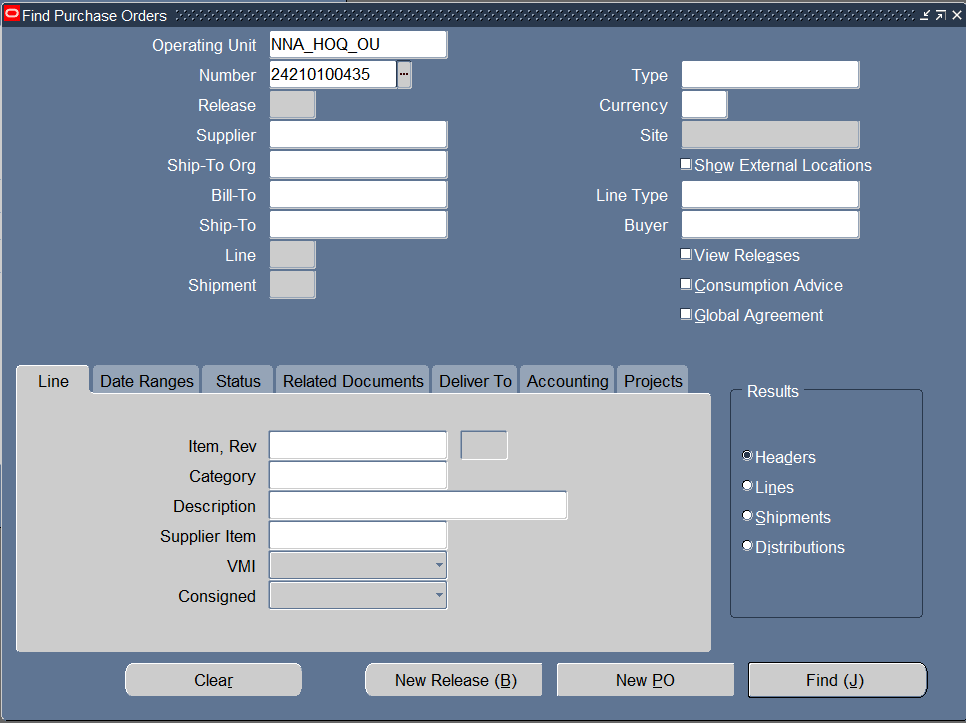 Find Purchase Orders
Operating Unit NNA_HOQ_OU
Number 24210100435 ... Type
Release Currency
Supplier Site
Ship-To Org Show External Locations
Bill-To Line Type
Ship-To Buyer
Line View Releases
Shipment Consumption Advice
Global Agreement
Line Date Ranges Status Related Documents Deliver To Accounting Projects
Results
Item, Rev
Headers
Category
Lines
Description
Shipments
Supplier Item
Distributions
VMI
Consigned
Clear New Release (B) New PO Find (J)